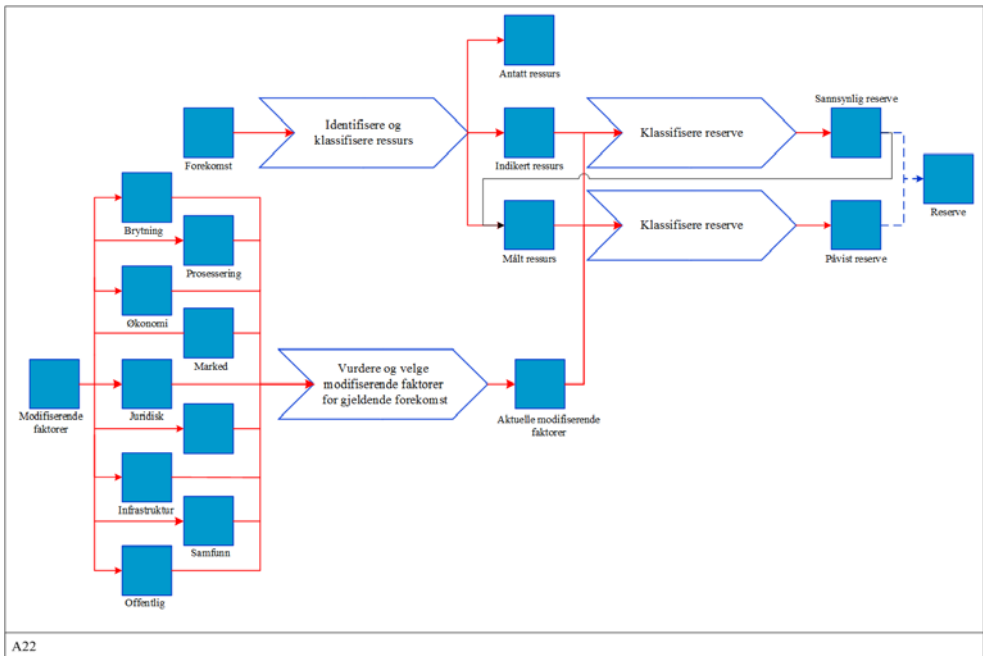 Antatt ressurs
Sannsynlig reserve
Identifisere og
klassifisere ressurs
Klassifisere reserve
Forekomst
Indikert ressurs
Reserve
Brytning
Klassifisere reserve
Målt ressurs
Påvist reserve
Prosessering
Økonomi
Marked
Vurdere og velge
modifiserende faktorer
for gjeldende forekomst
Modifiserende
faktorer
Juridisk
Aktuelle modifiserende
faktorer
Infrastruktur
Samfunn
Offentlig
A22